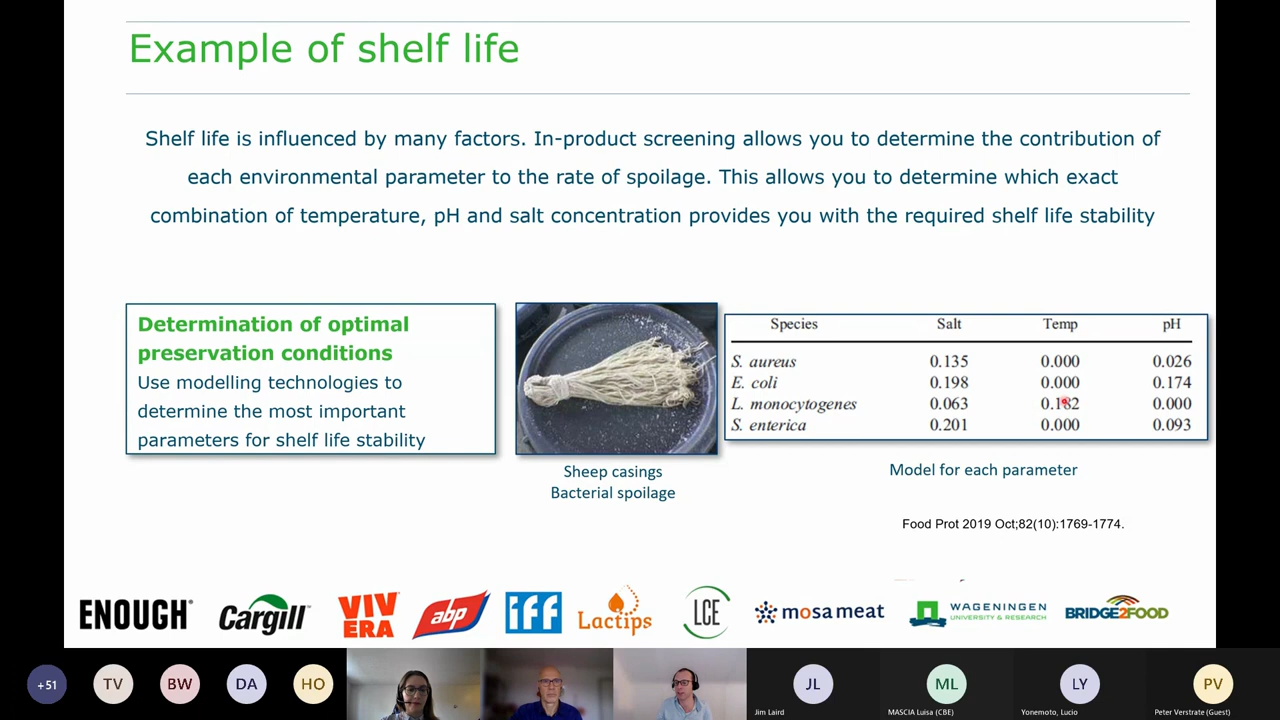 Example of shelf life
Shelf life is influenced by many factors. In-product screening allows you to determine the contribution of
each environmental parameter to the rate of spoilage. This allows you to determine which exact
combination of temperature, pH and salt concentration provides you with the required shelf life stability
Determination of optimal
preservation conditions
Use modelling technologies to
determine the most important
parameters for shelf life stability
Sheep casings
Bacterial spoilage
Species Salt Temp pH
S. aureus 0.135 0.000 0.026
E. coli 0.198 0.000 0.174
L. monocytogenes 0.063 0.182 0.000
S. enterica 0.201 0.000 0.093
Model for each parameter
Food Prot 2019 Oct;82(10):1769-1774.
ENOUGH
Cargill
VIV
ERA
abp
iff
Lactips
LCE
mosa meat
WAGENINGEN
UNIVERSITY & RESEARCH
BRIDGE2FOOD
+51
TV
BW
DA
HO
JL
Jim Laird
ML
MASCIA Luisa (CBE)
LY
Yonemoto, Lucio
PV
Peter Verstrate (Guest)